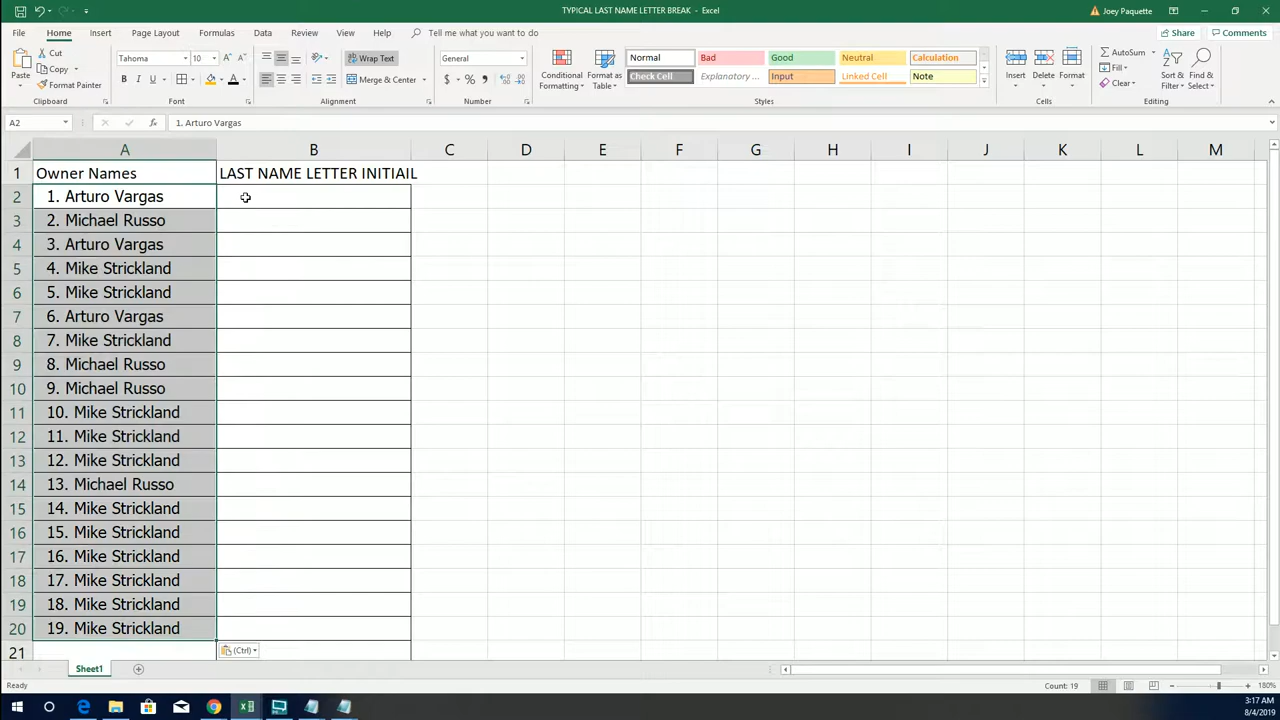 TYPICAL LAST NAME LETTER BREAK - Excel
Joey Paquette
File Home Insert Page Layout Formulas Data Review View Help Tell me what you want to do
Share Comments
Paste
Cut
Copy
Format Painter
Clipboard
Tahoma 10
B I U
Font
Wrap Text
Merge & Center
Alignment
General
$ % ,
Number
Conditional Formatting
Format as Table
Normal Bad Good Neutral Calculation
Check Cell Explanatory ... Input Linked Cell Note
Styles
Insert Delete Format
Cells
AutoSum
Fill
Clear
Sort & Filter
Find & Select
Editing
A2 fx 1. Arturo Vargas
A B C D E F G H I J K L M
1 Owner Names LAST NAME LETTER INITIAIL
2 1. Arturo Vargas
3 2. Michael Russo
4 3. Arturo Vargas
5 4. Mike Strickland
6 5. Mike Strickland
7 6. Arturo Vargas
8 7. Mike Strickland
9 8. Michael Russo
10 9. Michael Russo
11 10. Mike Strickland
12 11. Mike Strickland
13 12. Mike Strickland
14 13. Michael Russo
15 14. Mike Strickland
16 15. Mike Strickland
17 16. Mike Strickland
18 17. Mike Strickland
19 18. Mike Strickland
20 19. Mike Strickland
21
(Ctrl)
Sheet1
Ready Count: 19 180%
3:17 AM
8/4/2019